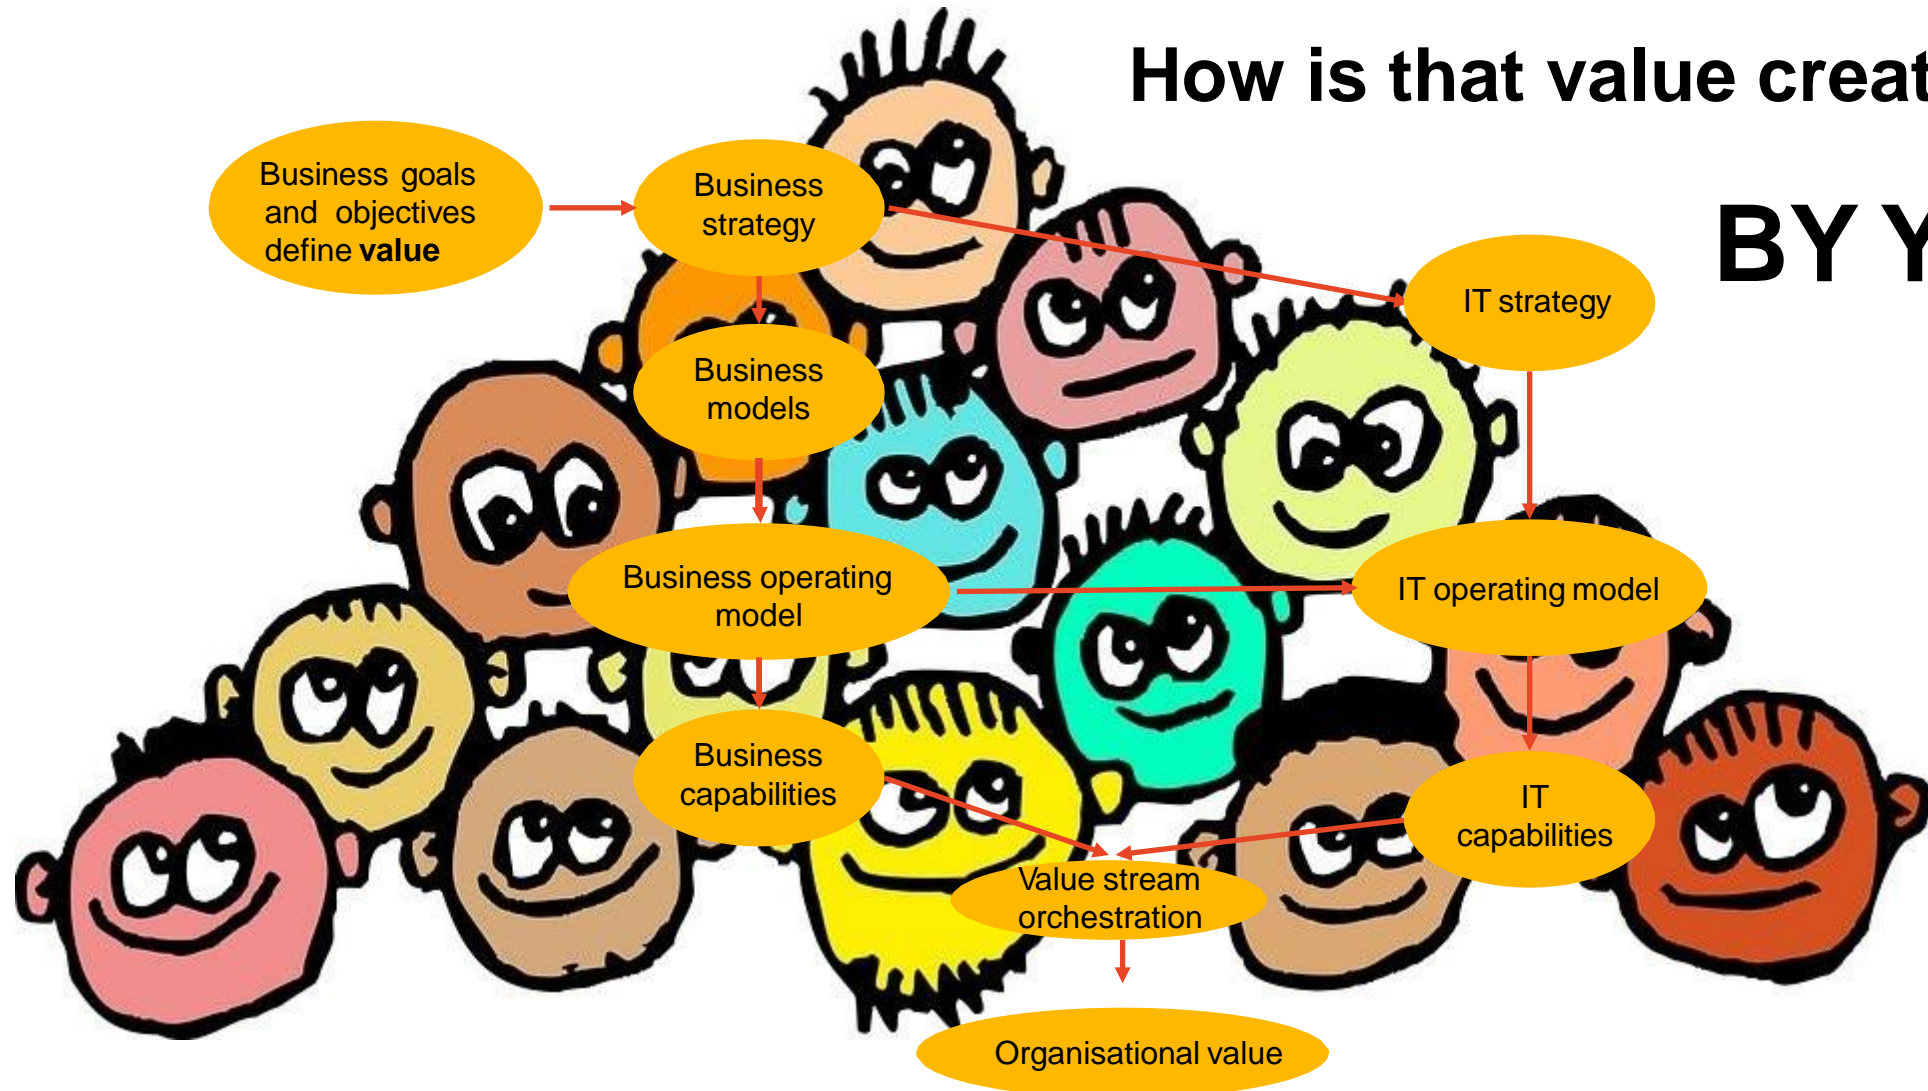 How is that value creat
BY Y
Business goals
and objectives
define value
Business
strategy
IT strategy
Business
models
Business operating
model
IT operating model
Business
capabilities
IT
capabilities
Value stream
orchestration
Organisational value